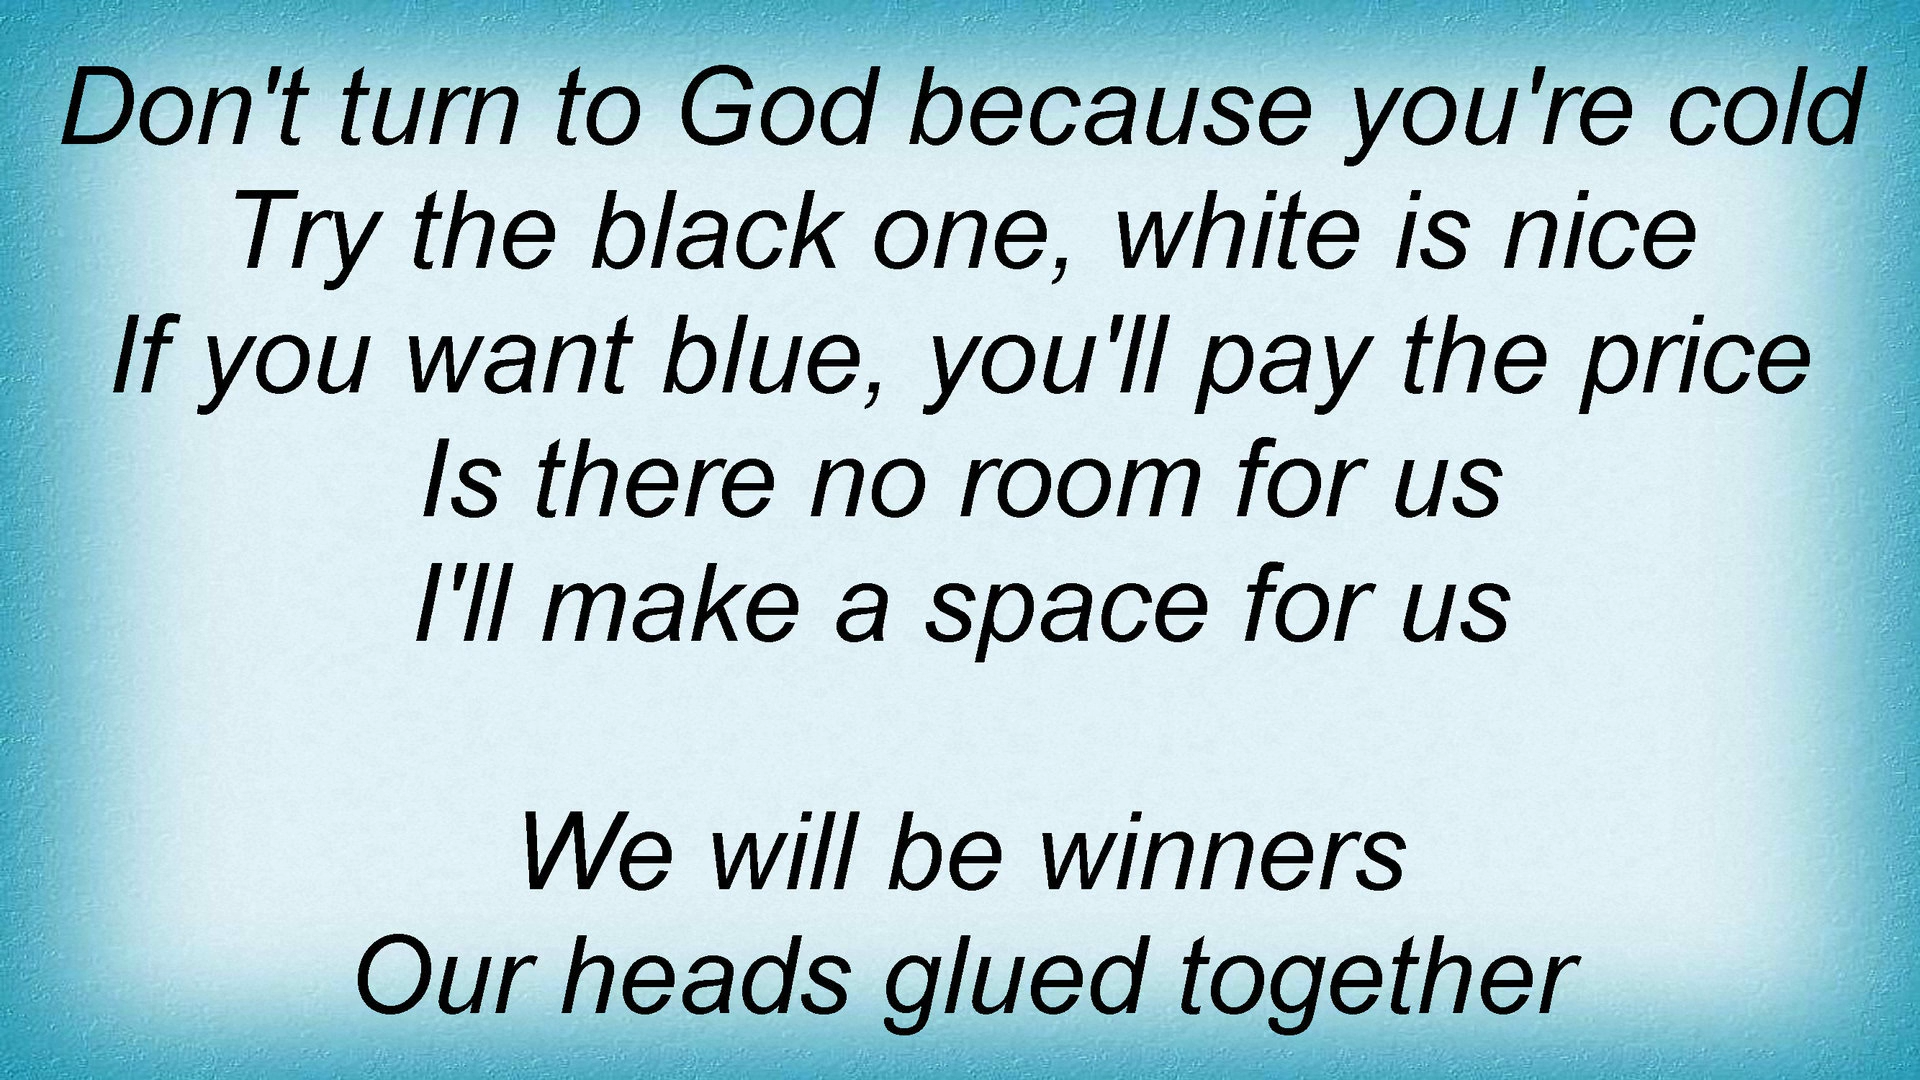 Don't turn to God because you're cold
Try the black one, white is nice
If you want blue, you'll pay the price
Is there no room for us
I'll make a space for us
We will be winners
Our heads glued together